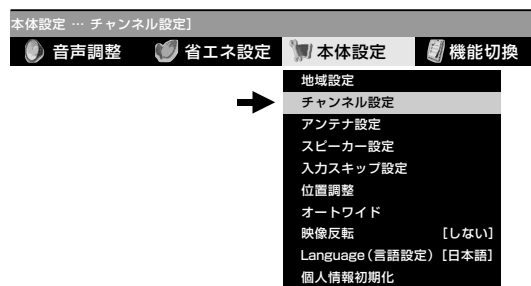 本体設定 … チャンネル設定]
音声調整 省エネ設定 本体設定 機能切換
地域設定
チャンネル設定
アンテナ設定
スピーカー設定
入力スキップ設定
位置調整
オートワイド
映像反転 [しない]
Language(言語設定) [日本語]
個人情報初期化